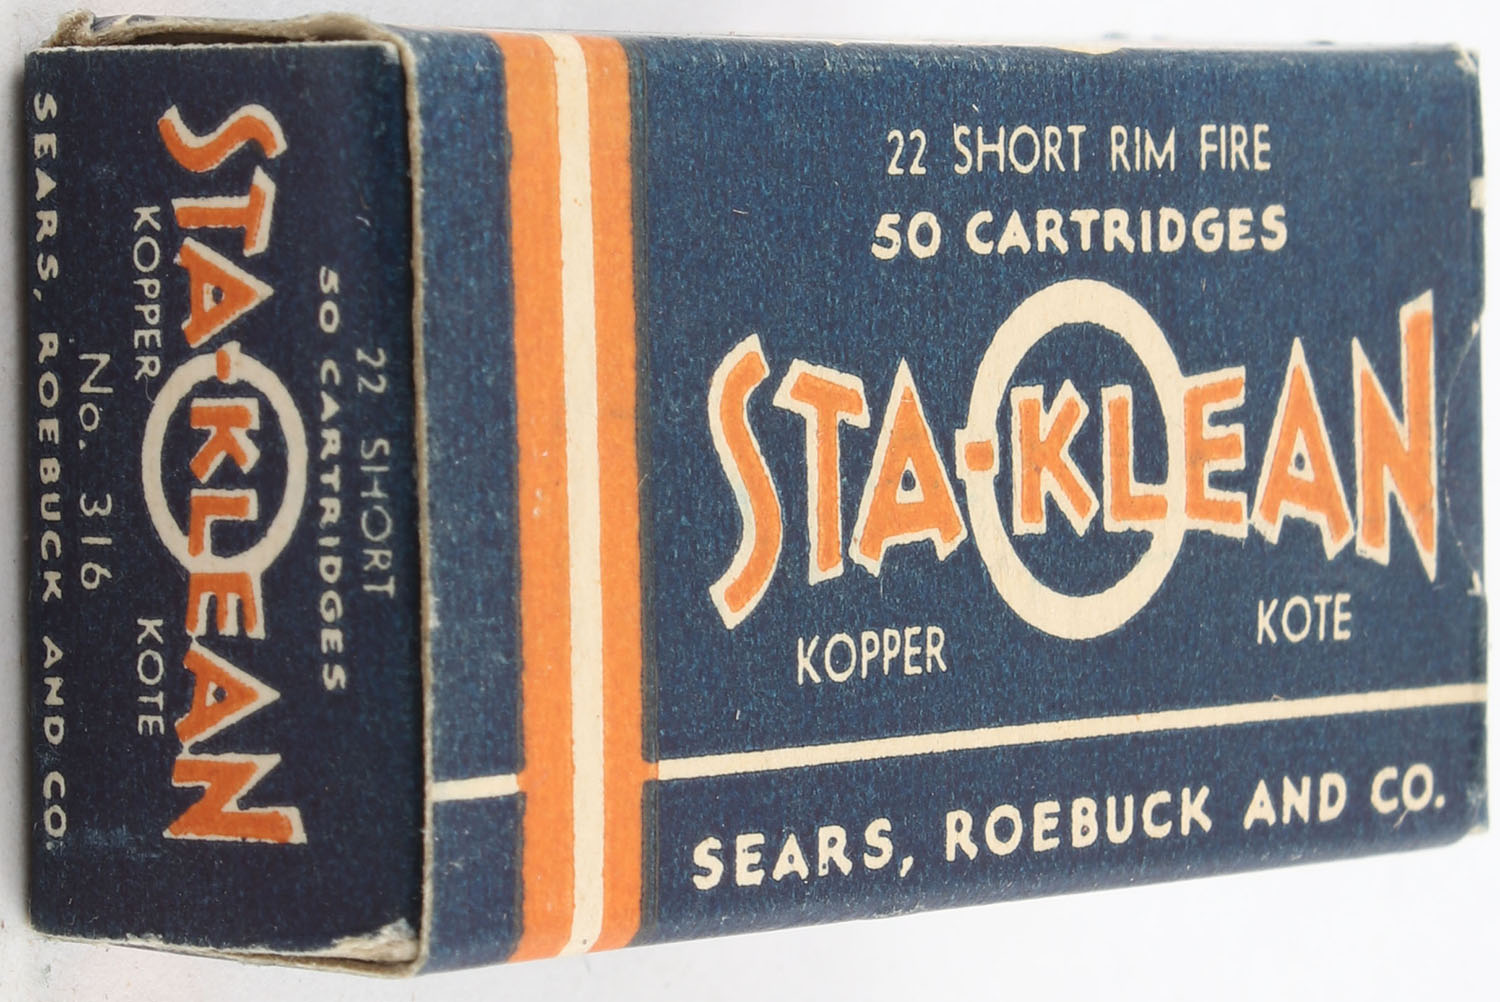 22 SHORT RIM FIRE
50 CARTRIDGES
STA-KLEAN
KOPPER KOTE
SEARS, ROEBUCK AND CO.
22 SHORT
50 CARTRIDGES
STA-KLEAN
KOPPER KOTE
No. 316
SEARS, ROEBUCK AND CO.